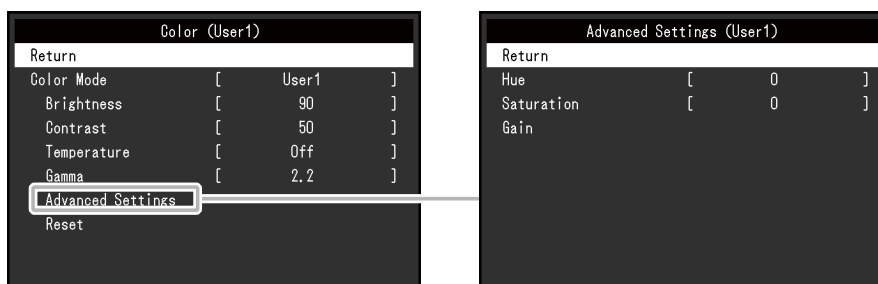 Color (User1)
Return
Color Mode [ User1 ]
Brightness [ 90 ]
Contrast [ 50 ]
Temperature [ Off ]
Gamma [ 2.2 ]
Advanced Settings
Reset
Advanced Settings (User1)
Return
Hue [ 0 ]
Saturation [ 0 ]
Gain